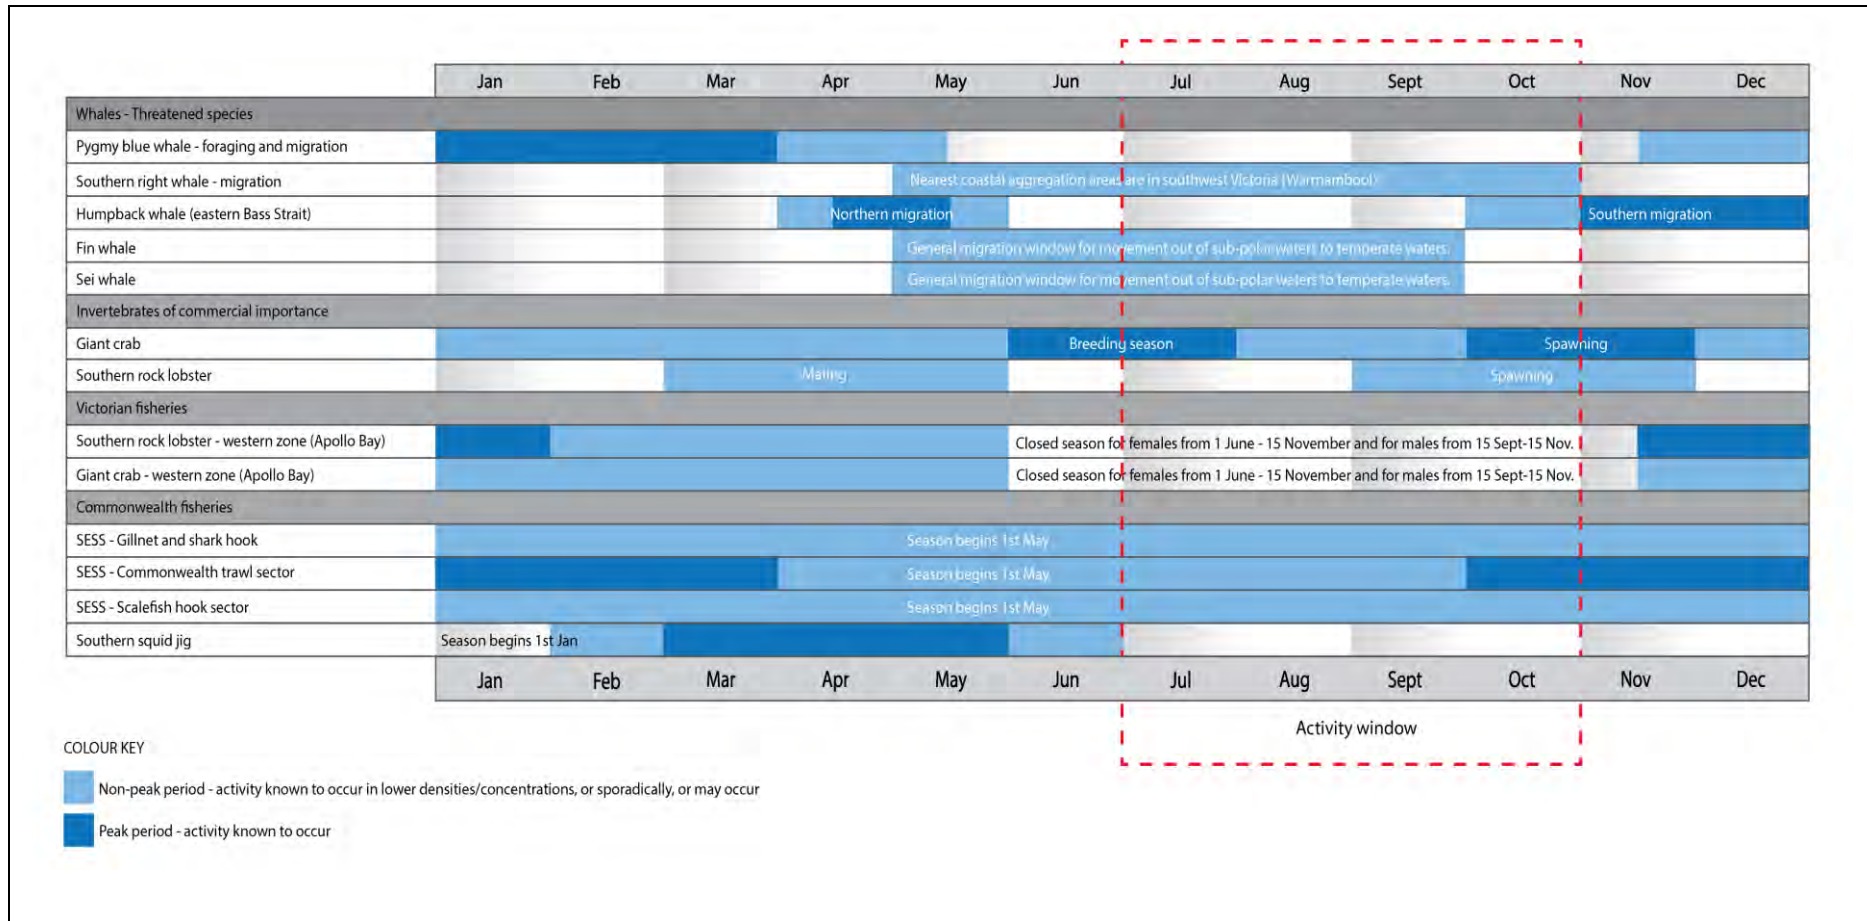 Jan Feb Mar Apr May Jun Jul Aug Sept Oct Nov Dec
Whales - Threatened species
Pygmy blue whale - foraging and migration
Southern right whale - migration Nearest coastal aggregation areas are in southwest Victoria (Warrnambool)
Humpback whale (eastern Bass Strait) Northern migration Southern migration
Fin whale General migration window for movement out of sub-polar waters to temperate waters.
Sei whale General migration window for movement out of sub-polar waters to temperate waters.
Invertebrates of commercial importance
Giant crab Breeding season Spawning
Southern rock lobster Mating Spawning
Victorian fisheries
Southern rock lobster - western zone (Apollo Bay) Closed season for females from 1 June - 15 November and for males from 15 Sept-15 Nov.
Giant crab - western zone (Apollo Bay) Closed season for females from 1 June - 15 November and for males from 15 Sept-15 Nov.
Commonwealth fisheries
SESS - Gillnet and shark hook Season begins 1st May
SESS - Commonwealth trawl sector Season begins 1st May
SESS - Scalefish hook sector Season begins 1st May
Southern squid jig Season begins 1st Jan
Jan Feb Mar Apr May Jun Jul Aug Sept Oct Nov Dec
Activity window
COLOUR KEY
Non-peak period - activity known to occur in lower densities/concentrations, or sporadically, or may occur
Peak period - activity known to occur